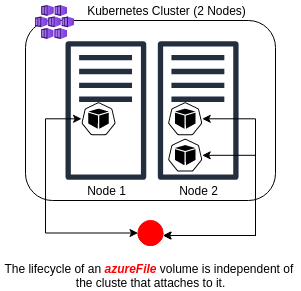 Kubernetes Cluster (2 Nodes)
Node 1
Node 2
The lifecycle of an azureFile volume is independent of
the cluste that attaches to it.